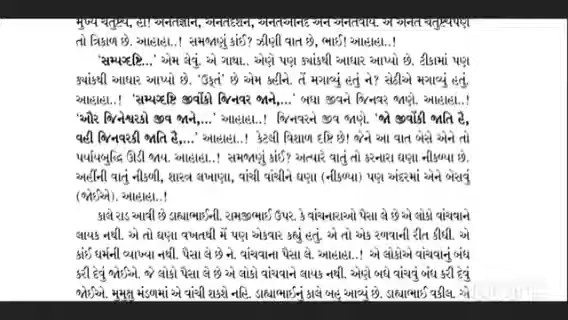 મુખ્ય ચતુષ્ટય, હો! અનંતજ્ઞાન, અનંતદર્શન, અનંતઆનંદ અને અનંતવીર્ય. એ અનંત ચતુષ્ટયપણે
તો ત્રિકાળ છે. આહાહા..! સમજાણું કાંઈ? ઝીણી વાત છે, ભાઈ! આહાહા..!
‘સમ્યગ્દષ્ટિ...’ એમ લેવું. એ ગાથા.. એણે પણ ક્યાંકથી આધાર આપ્યો છે. ટીકામાં પણ
ક્યાંકથી આધાર આપ્યો છે. ‘ઉક્તં’ છે એમ કહીને. તેં મગાવ્યું હતું ને? સેઠીએ મગાવ્યું હતું.
આહાહા..! ‘સમ્યગ્દષ્ટિ જીવોંકો જિનવર જાને,...’ બધા જીવને જિનવર જાણે. આહાહા..!
‘ઔર જિનેશ્વરકો જીવ જાને,...’ આહાહા..! જિનવરને જીવ જાણે. ‘જો જીવોંકી જાતિ હૈ,
વહી જિનવરકી જાતિ હૈ,...’ આહાહા..! કેટલી વિશાળ દષ્ટિ છે! જેને આ વાત બેસે એને તો
પર્યાયબુદ્ધિ ઊડી જાય. આહાહા..! સમજાણું કાંઈ? અત્યારે વાતું તો કરનારા ઘણા નીકળ્યા છે.
અહીંની વાતું નીકળી, શાસ્ત્ર લખાણા, વાંચી વાંચીને ઘણા (નીકળ્યા) પણ અંદરમાં એને બેસવું
(જોઈએ). આહાહા..!
કાલે રાડ આવી છે ડાહ્યાભાઈની. રામજીભાઈ ઉપર. કે વાંચનારાઓ પૈસા લે છે એ લોકો વાંચવાને
લાયક નથી. એ તો ઘણા વખતથી મેં પણ એકવાર કહ્યું હતું. એ તો એક રળવાની રીત કીધી. એ
કાંઈ ધર્મની વ્યાખ્યા નથી. પૈસા લે છે ને. વાંચવાના પૈસા લે. આહાહા..! એ લોકોએ વાંચવાનું બંધ
કરી દેવું જોઈએ. જે લોકો પૈસા લે છે એ લોકો વાંચવાને લાયક નથી. એણે બધે વાંચવું બંધ કરી દેવું
જોઈએ. મુમુક્ષુ મંડળમાં એ વાંચી શકશે નહિ. ડાહ્યાભાઈનું કાલે બહુ આવ્યું છે. ડાહ્યાભાઈ વકીલ. એ